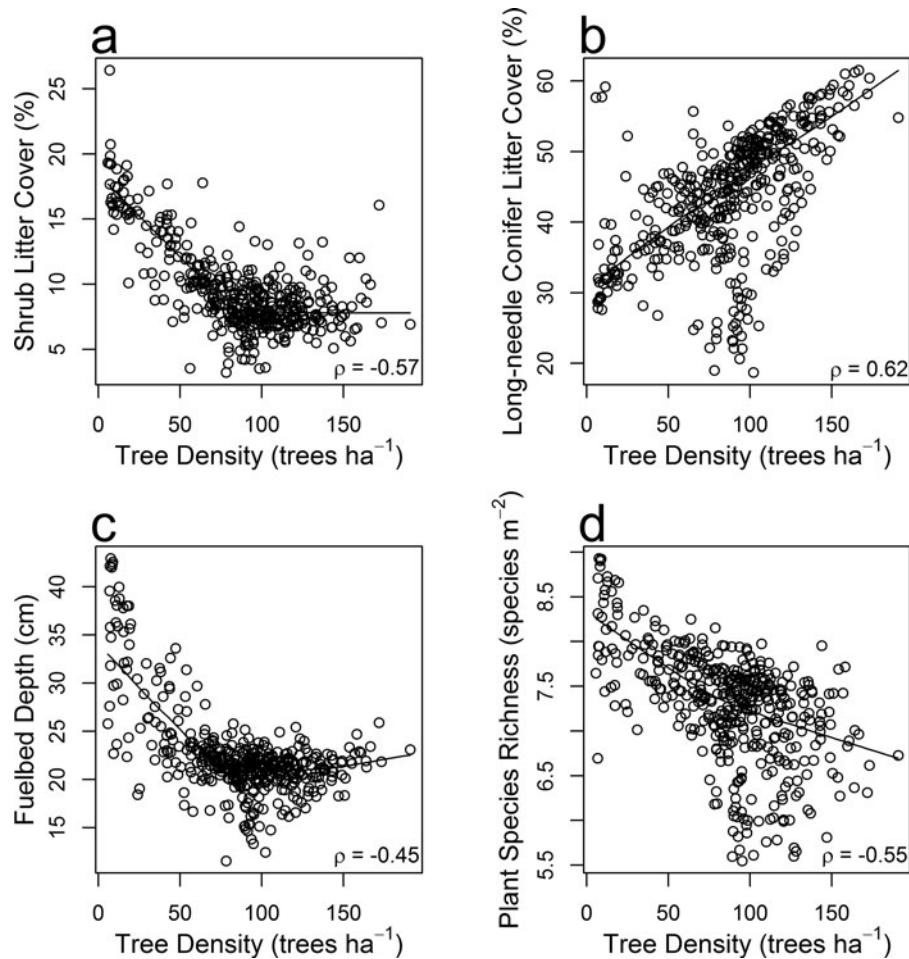 a
Shrub Litter Cover (%)
25
20
15
10
5
ρ = -0.57
0 50 100 150
Tree Density (trees ha⁻¹)
b
Long-needle Conifer Litter Cover (%)
60
50
40
30
20
ρ = 0.62
0 50 100 150
Tree Density (trees ha⁻¹)
c
Fuelbed Depth (cm)
40
35
30
25
20
15
ρ = -0.45
0 50 100 150
Tree Density (trees ha⁻¹)
d
Plant Species Richness (species m⁻²)
8.5
7.5
6.5
5.5
ρ = -0.55
0 50 100 150
Tree Density (trees ha⁻¹)